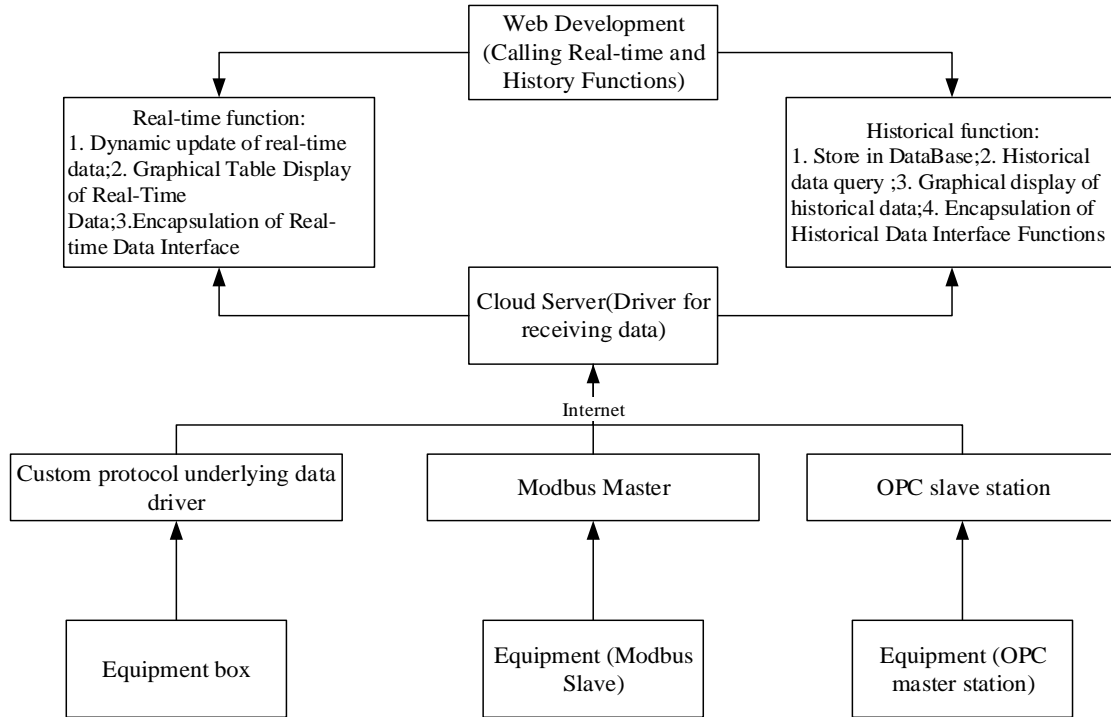 Web Development
(Calling Real-time and
History Functions)
Real-time function:
1. Dynamic update of real-time
data;2. Graphical Table Display
of Real-Time
Data;3.Encapsulation of Real-
time Data Interface
Historical function:
1. Store in DataBase;2. Historical
data query ;3. Graphical display of
historical data;4. Encapsulation of
Historical Data Interface Functions
Cloud Server(Driver for
receiving data)
Internet
Custom protocol underlying data
driver
Modbus Master
OPC slave station
Equipment box
Equipment (Modbus
Slave)
Equipment (OPC
master station)